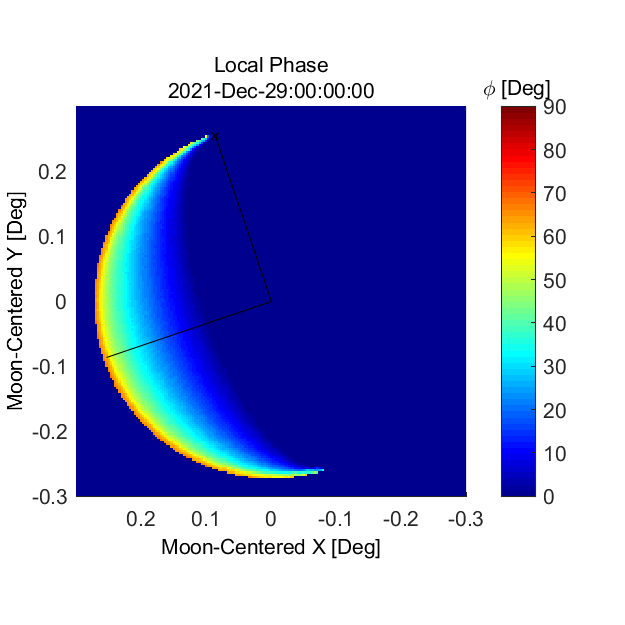 Local Phase
2021-Dec-29:00:00:00
ϕ [Deg]
Moon-Centered Y [Deg]
0.2
0.1
0
-0.1
-0.2
-0.3
0.2 0.1 0 -0.1 -0.2 -0.3
Moon-Centered X [Deg]
90
80
70
60
50
40
30
20
10
0